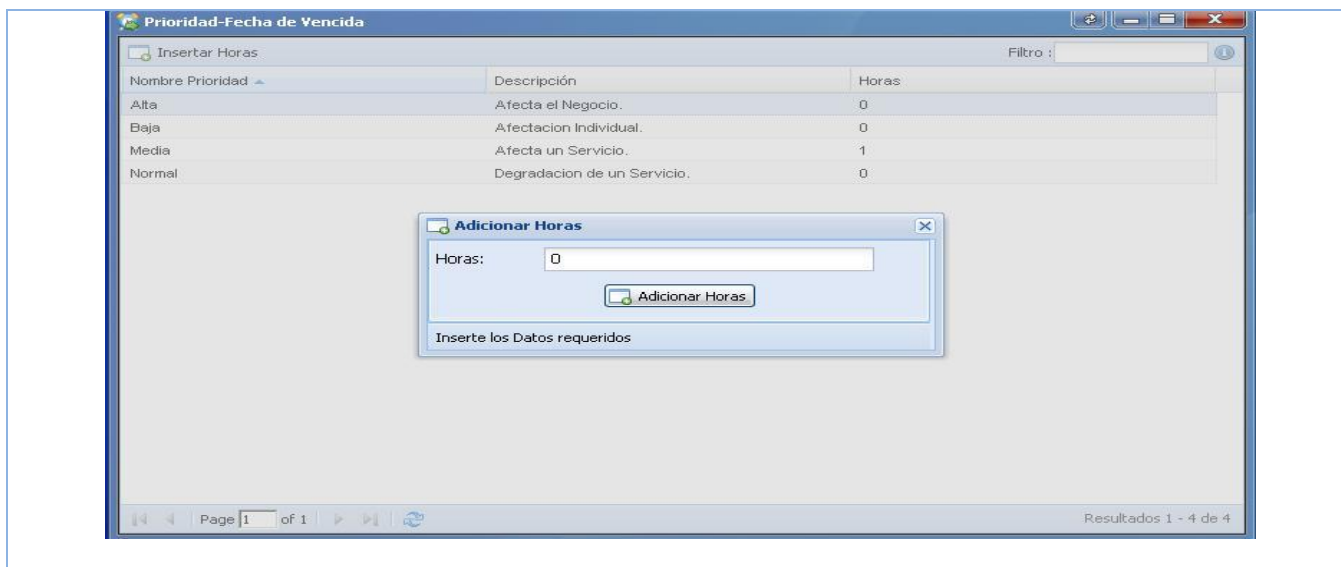 Prioridad-Fecha de Vencida
Insertar Horas Filtro :
Nombre Prioridad Descripción Horas
Alta Afecta el Negocio. 0
Baja Afectacion Individual. 0
Media Afecta un Servicio. 1
Normal Degradacion de un Servicio. 0
Adicionar Horas
Horas: 0
Adicionar Horas
Inserte los Datos requeridos
Page 1 of 1 Resultados 1 - 4 de 4